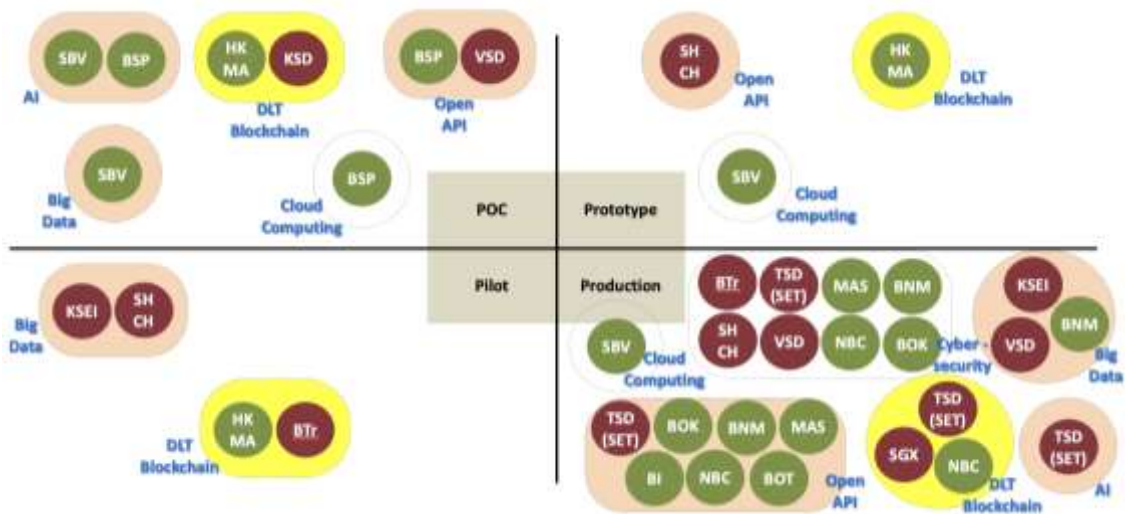 SBV
BSP
AI
HK
MA
KSD
DLT
Blockchain
BSP
VSD
Open
API
SBV
Big
Data
BSP
Cloud
Computing
POC
SH
CH
Open
API
HK
MA
DLT
Blockchain
SBV
Cloud
Computing
Prototype
Pilot
KSEI
SH
CH
Big
Data
HK
MA
BTr
DLT
Blockchain
Production
SBV
Cloud
Computing
BTr
TSD
(SET)
MAS
BNM
SH
CH
VSD
NBC
BOK
Cyber -
security
KSEI
BNM
VSD
Big
Data
TSD
(SET)
BOK
BNM
MAS
BI
NBC
BOT
Open
API
TSD
(SET)
SGX
NBC
DLT
Blockchain
TSD
(SET)
AI